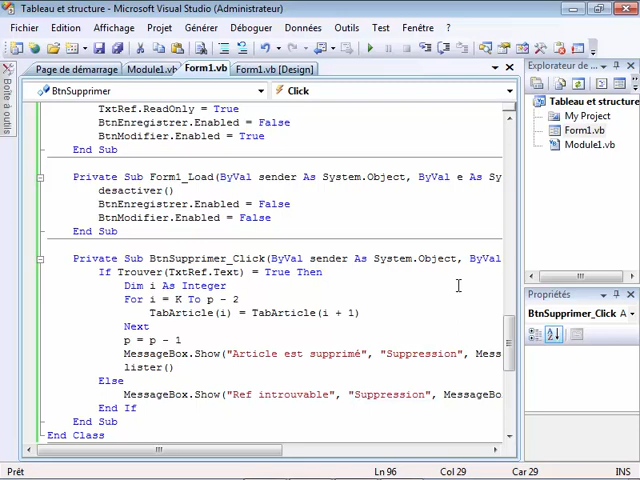 Tableau et structure - Microsoft Visual Studio (Administrateur)
Fichier Edition Affichage Projet Générer Déboguer Données Outils Test Fenêtre ?
Page de démarrage Module1.vb Form1.vb Form1.vb [Design]
BtnSupprimer Click
Boîte à outils
TxtRef.ReadOnly = True
BtnEnregistrer.Enabled = False
BtnModifier.Enabled = True
End Sub
Private Sub Form1_Load(ByVal sender As System.Object, ByVal e As Sy
desactiver()
BtnEnregistrer.Enabled = False
BtnModifier.Enabled = False
End Sub
Private Sub BtnSupprimer_Click(ByVal sender As System.Object, ByVal
If Trouver(TxtRef.Text) = True Then
Dim i As Integer
For i = K To p - 2
TabArticle(i) = TabArticle(i + 1)
Next
p = p - 1
MessageBox.Show("Article est supprimé", "Suppression", Mess
lister()
Else
MessageBox.Show("Ref introuvable", "Suppression", MessageBo
End If
End Sub
End Class
Explorateur de
Tableau et structure
My Project
Form1.vb
Module1.vb
Propriétés
BtnSupprimer_Click A
Prêt Ln 96 Col 29 Car 29 INS